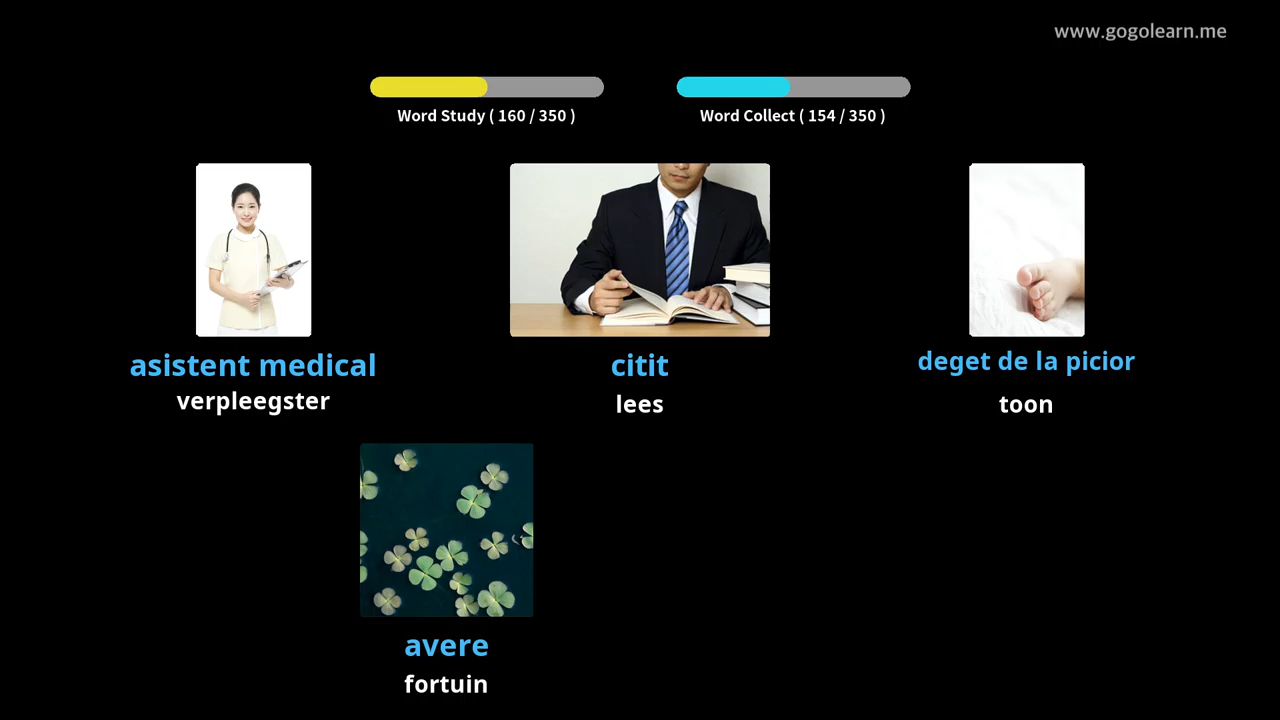 www.gogolearn.me
Word Study ( 160 / 350 )
Word Collect ( 154 / 350 )
asistent medical
verpleegster
citit
lees
deget de la picior
toon
avere
fortuin